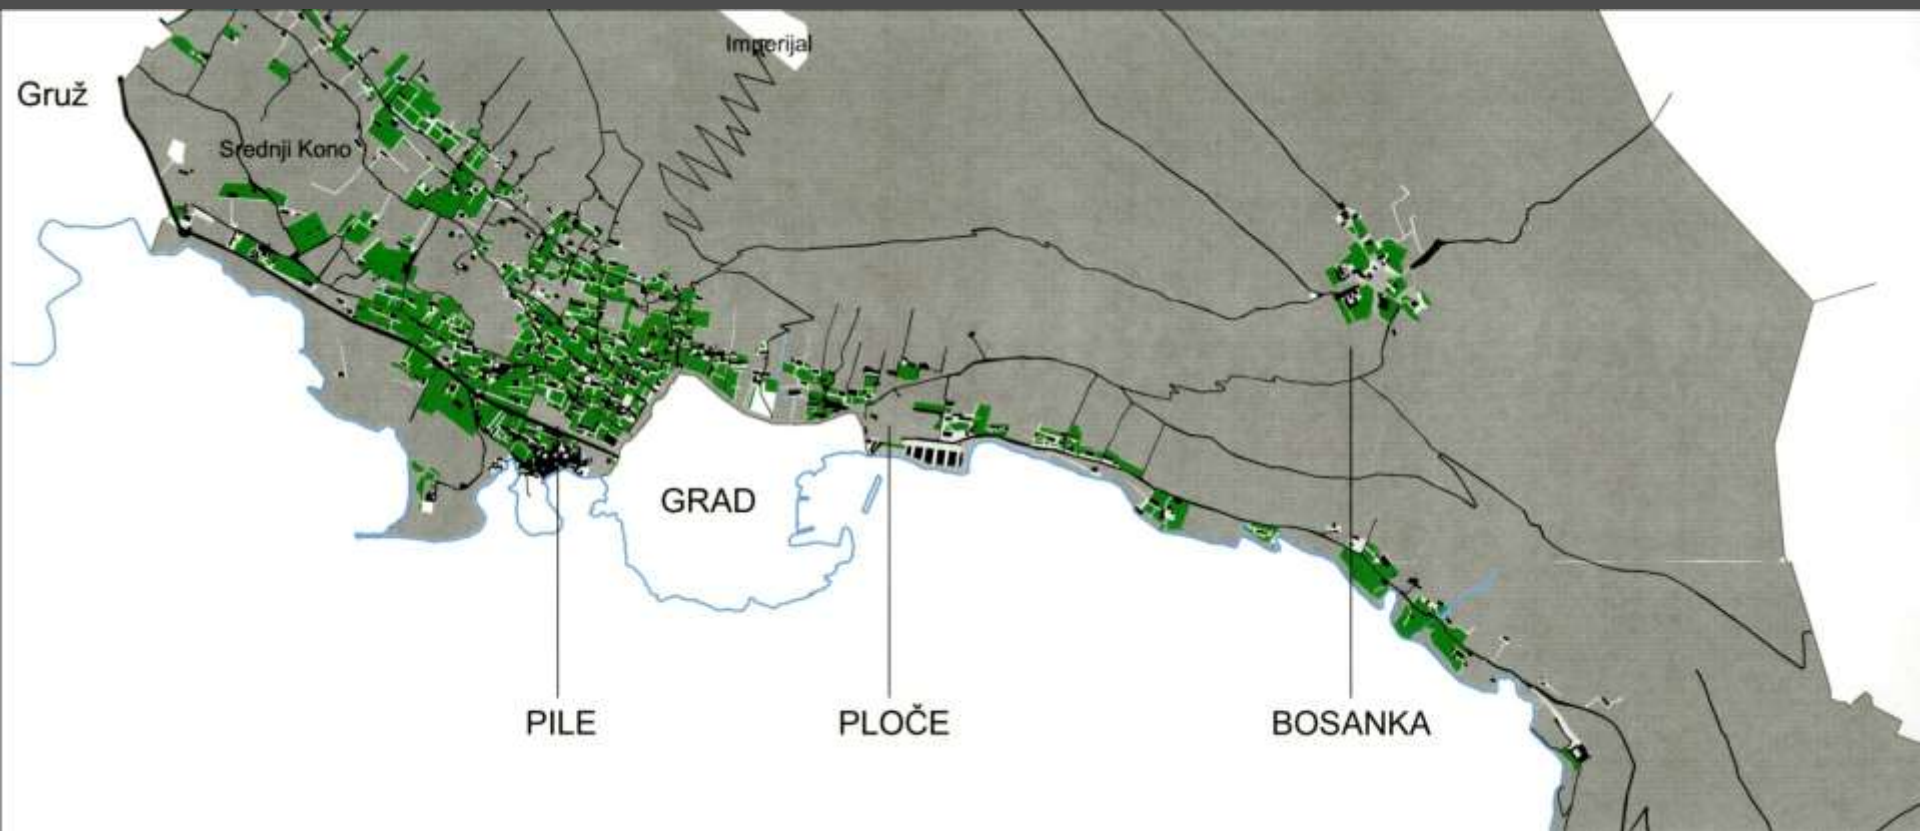 Imperijal
Gruž
Srednji Kono
GRAD
PILE
PLOČE
BOSANKA